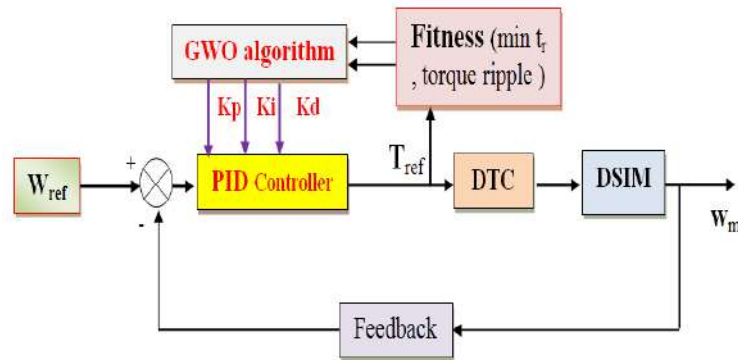 GWO algorithm
Fitness (min tr
, torque ripple )
Kp Ki Kd
Wref
+
-
PID Controller
Tref
DTC
DSIM
wm
Feedback